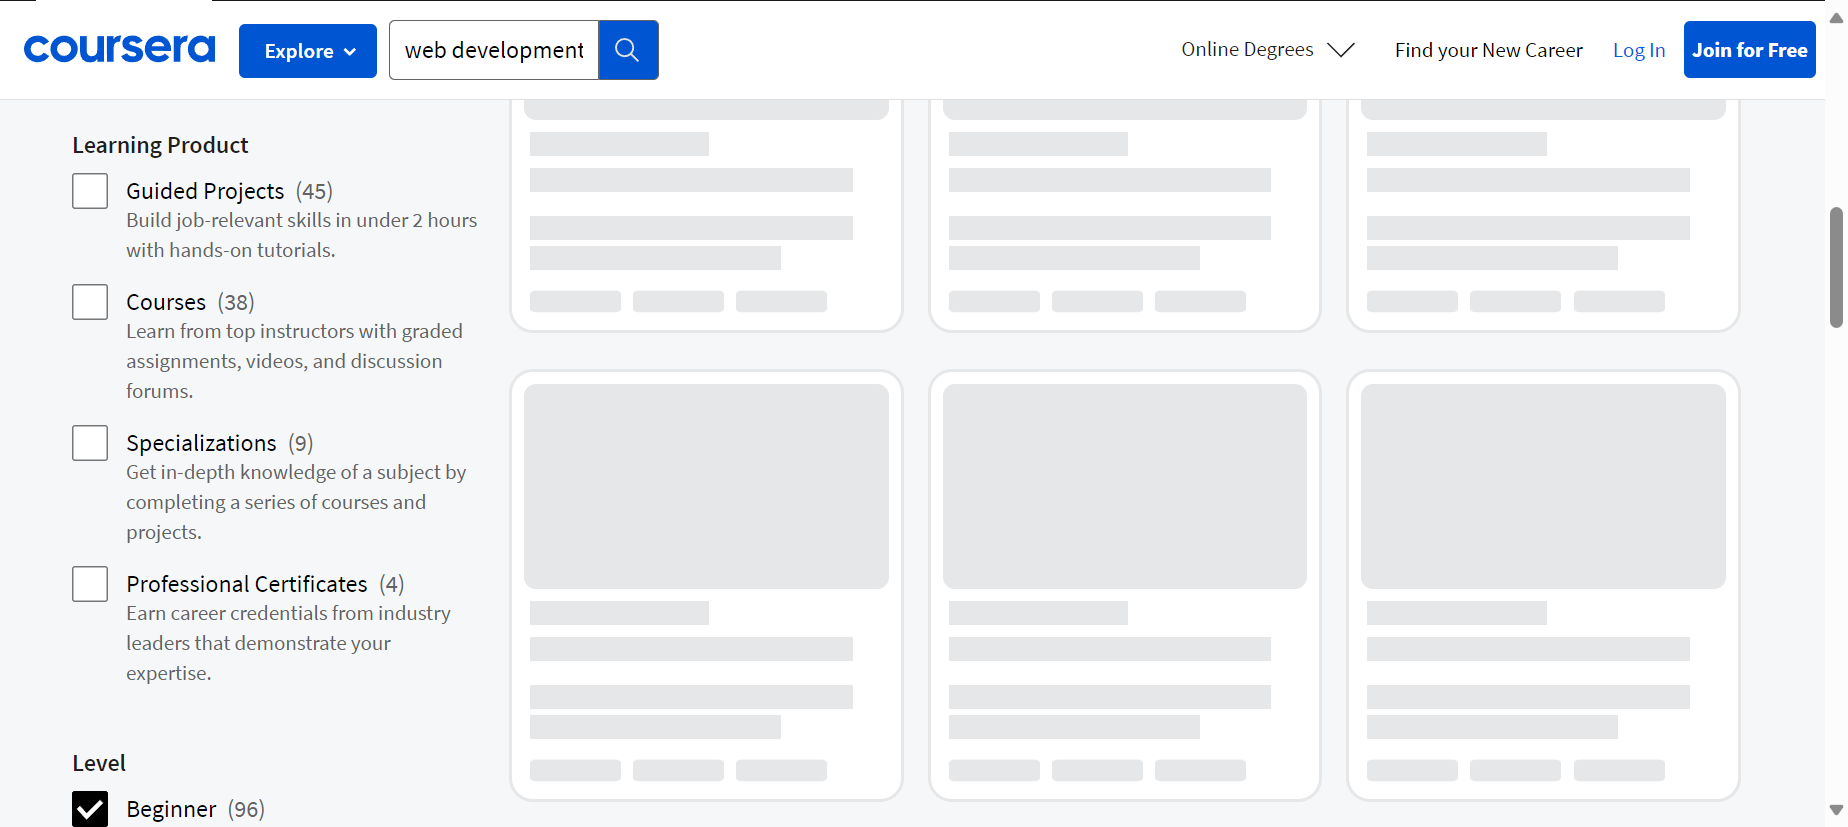 coursera
Explore
web development
Online Degrees
Find your New Career
Log In
Join for Free
Learning Product
Guided Projects (45)
Build job-relevant skills in under 2 hours
with hands-on tutorials.
Courses (38)
Learn from top instructors with graded
assignments, videos, and discussion
forums.
Specializations (9)
Get in-depth knowledge of a subject by
completing a series of courses and
projects.
Professional Certificates (4)
Earn career credentials from industry
leaders that demonstrate your
expertise.
Level
Beginner (96)